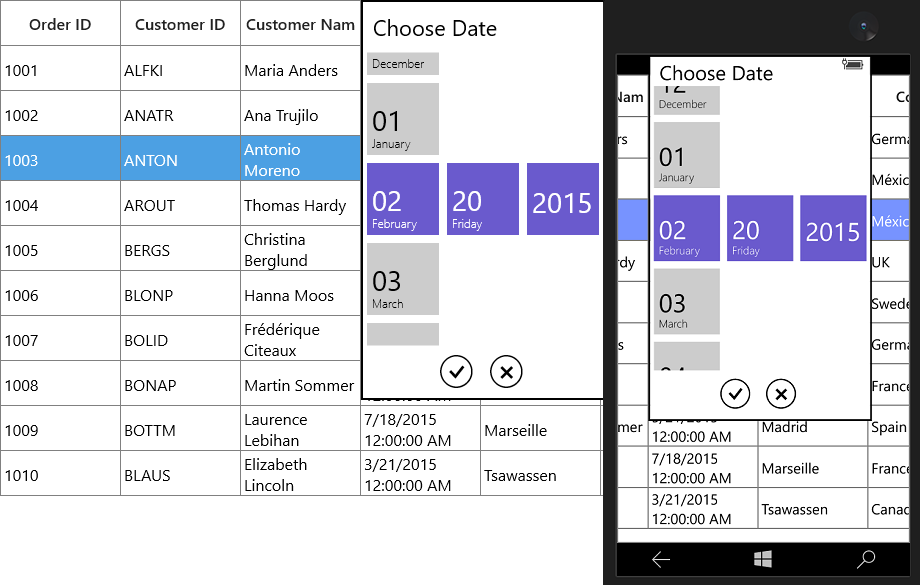 Order ID
Customer ID
Customer Nam
1001
ALFKI
Maria Anders
1002
ANATR
Ana Trujilo
1003
ANTON
Antonio
Moreno
1004
AROUT
Thomas Hardy
1005
BERGS
Christina
Berglund
1006
BLONP
Hanna Moos
1007
BOLID
Frédérique
Citeaux
1008
BONAP
Martin Sommer
1009
BOTTM
Laurence
Lebihan
7/18/2015
12:00:00 AM
Marseille
1010
BLAUS
Elizabeth
Lincoln
3/21/2015
12:00:00 AM
Tsawassen
Choose Date
December
01
January
02
February
20
Friday
2015
03
March
Choose Date
12
December
01
January
02
February
20
Friday
2015
03
March
04
Nam
Co
rs
Germa
Méxic
Méxic
rdy
UK
Swede
s
Germa
France
mer
12:00:00 AM
Madrid
Spain
7/18/2015
12:00:00 AM
Marseille
France
3/21/2015
12:00:00 AM
Tsawassen
Canac